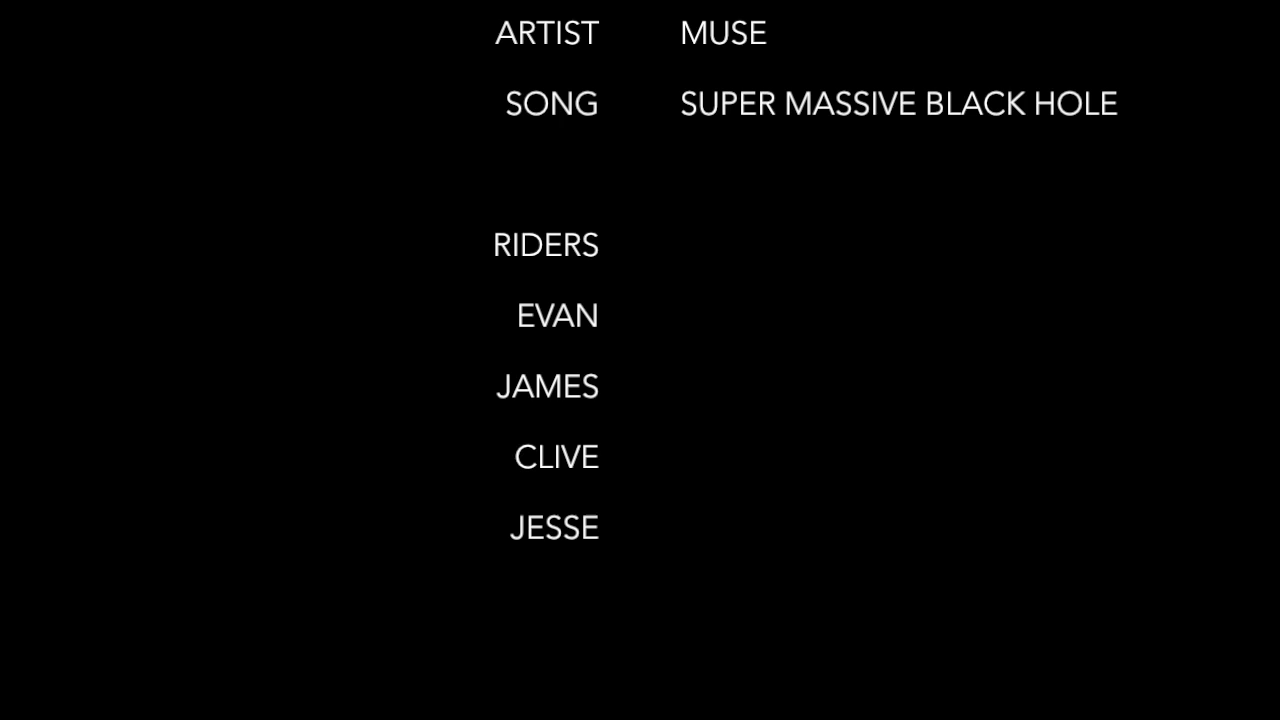 ARTIST MUSE
SONG SUPER MASSIVE BLACK HOLE
RIDERS
EVAN
JAMES
CLIVE
JESSE